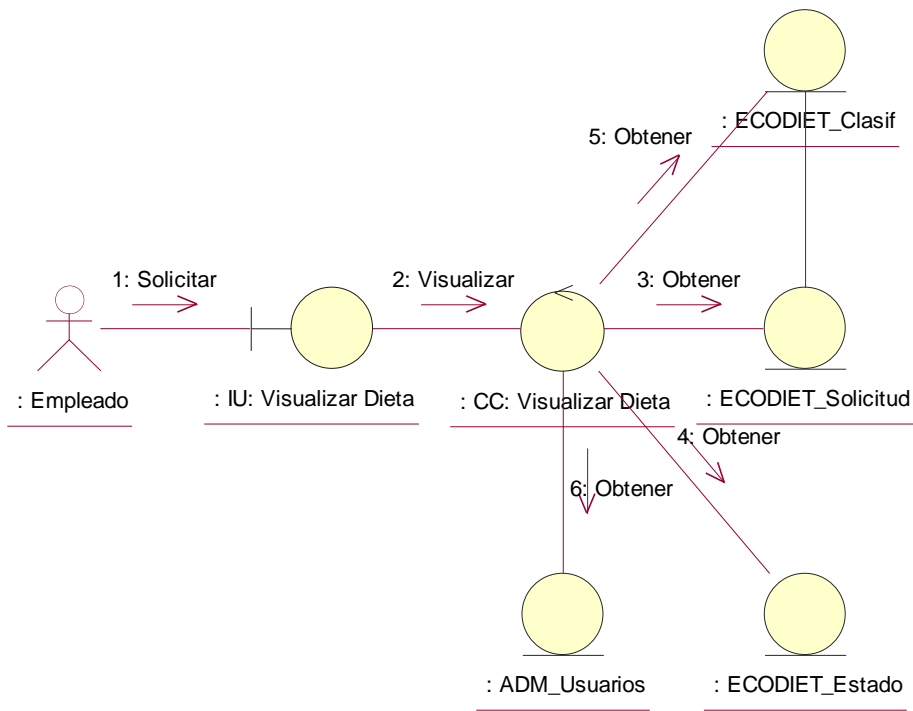 : ECODIET_Clasif
5: Obtener
1: Solicitar
2: Visualizar
3: Obtener
: Empleado
: IU: Visualizar Dieta
: CC: Visualizar Dieta
: ECODIET_Solicitud
4: Obtener
6: Obtener
: ADM_Usuarios
: ECODIET_Estado